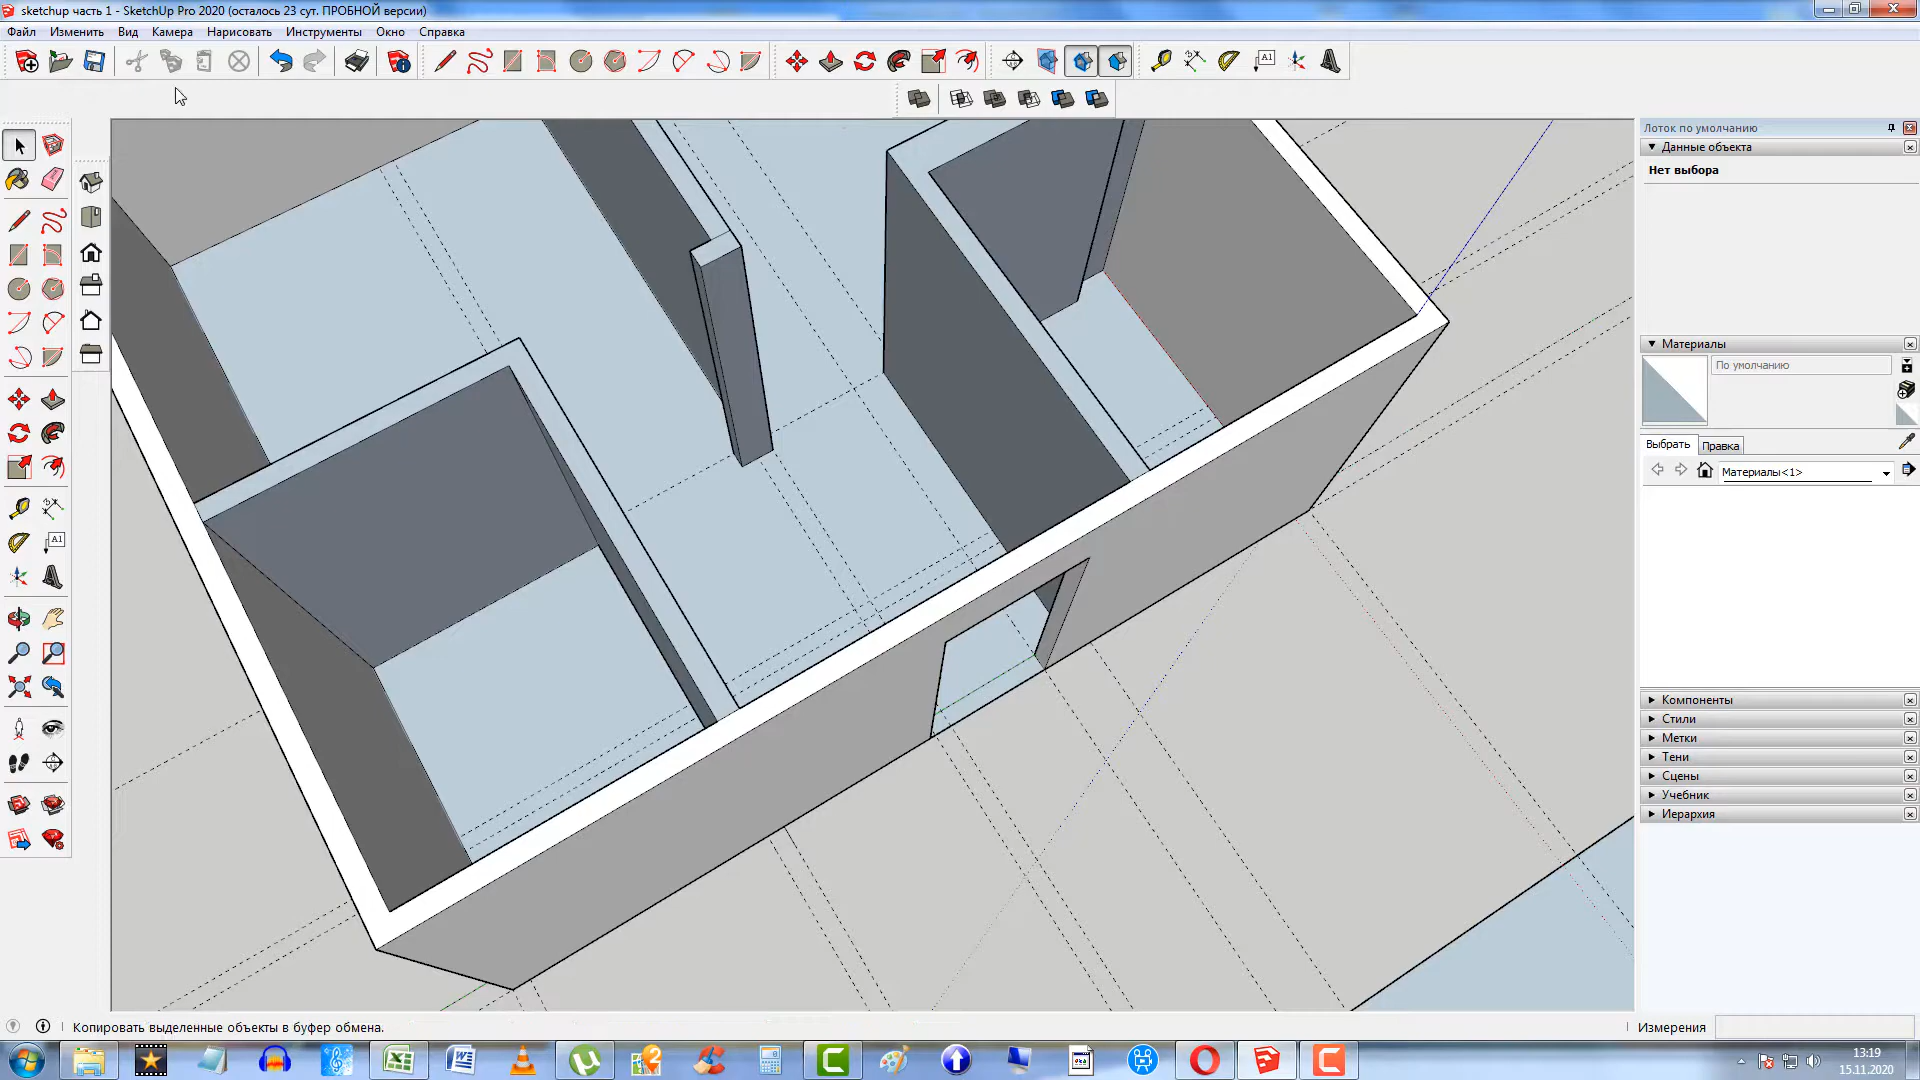 sketchup часть 1 - SketchUp Pro 2020 (осталось 23 сут. ПРОБНОЙ версии)
Файл Изменить Вид Камера Нарисовать Инструменты Окно Справка
Лоток по умолчанию
Данные объекта
Нет выбора
Материалы
По умолчанию
Выбрать Правка
Материалы<1>
Компоненты
Стили
Метки
Тени
Сцены
Учебник
Иерархия
A1
A1
Копировать выделенные объекты в буфер обмена.
Измерения
13:19
15.11.2020